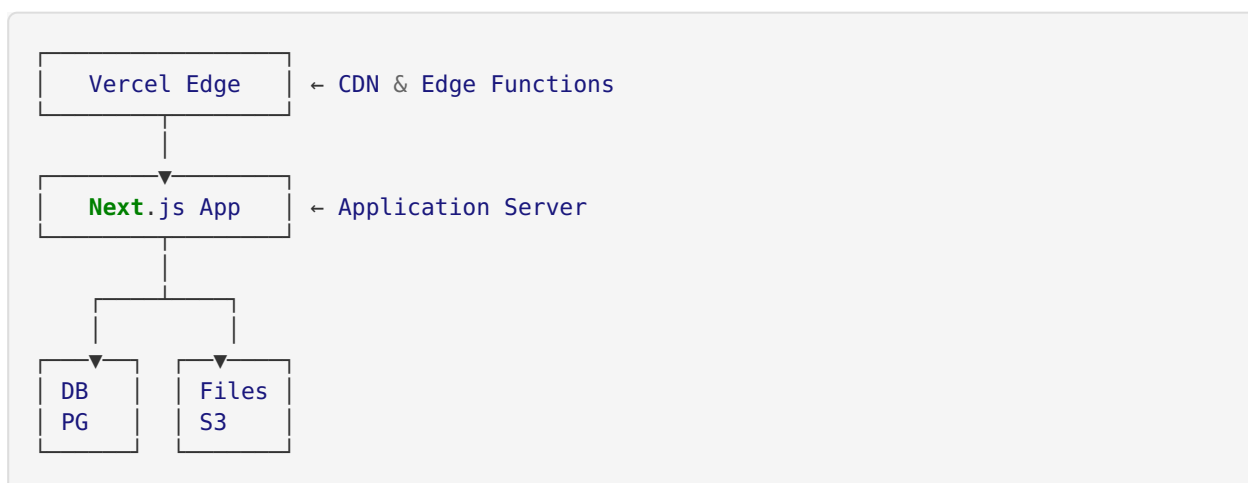 Vercel Edge ← CDN & Edge Functions
Next.js App ← Application Server
DB Files
PG S3